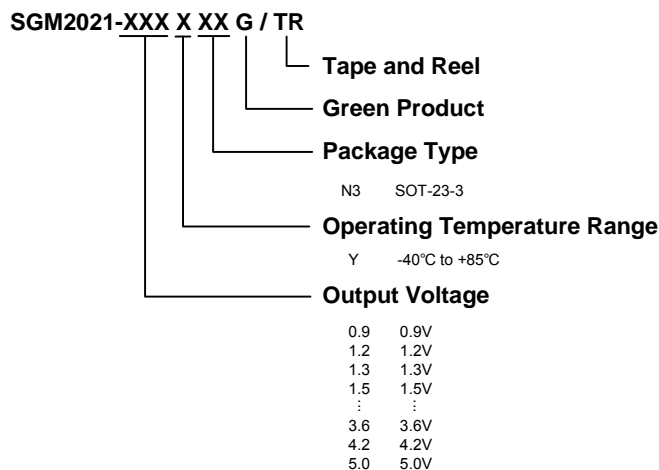 SGM2021-XXX X XX G / TR
Tape and Reel
Green Product
Package Type
N3 SOT-23-3
Operating Temperature Range
Y -40℃ to +85℃
Output Voltage
0.9 0.9V
1.2 1.2V
1.3 1.3V
1.5 1.5V
⋮ ⋮
3.6 3.6V
4.2 4.2V
5.0 5.0V